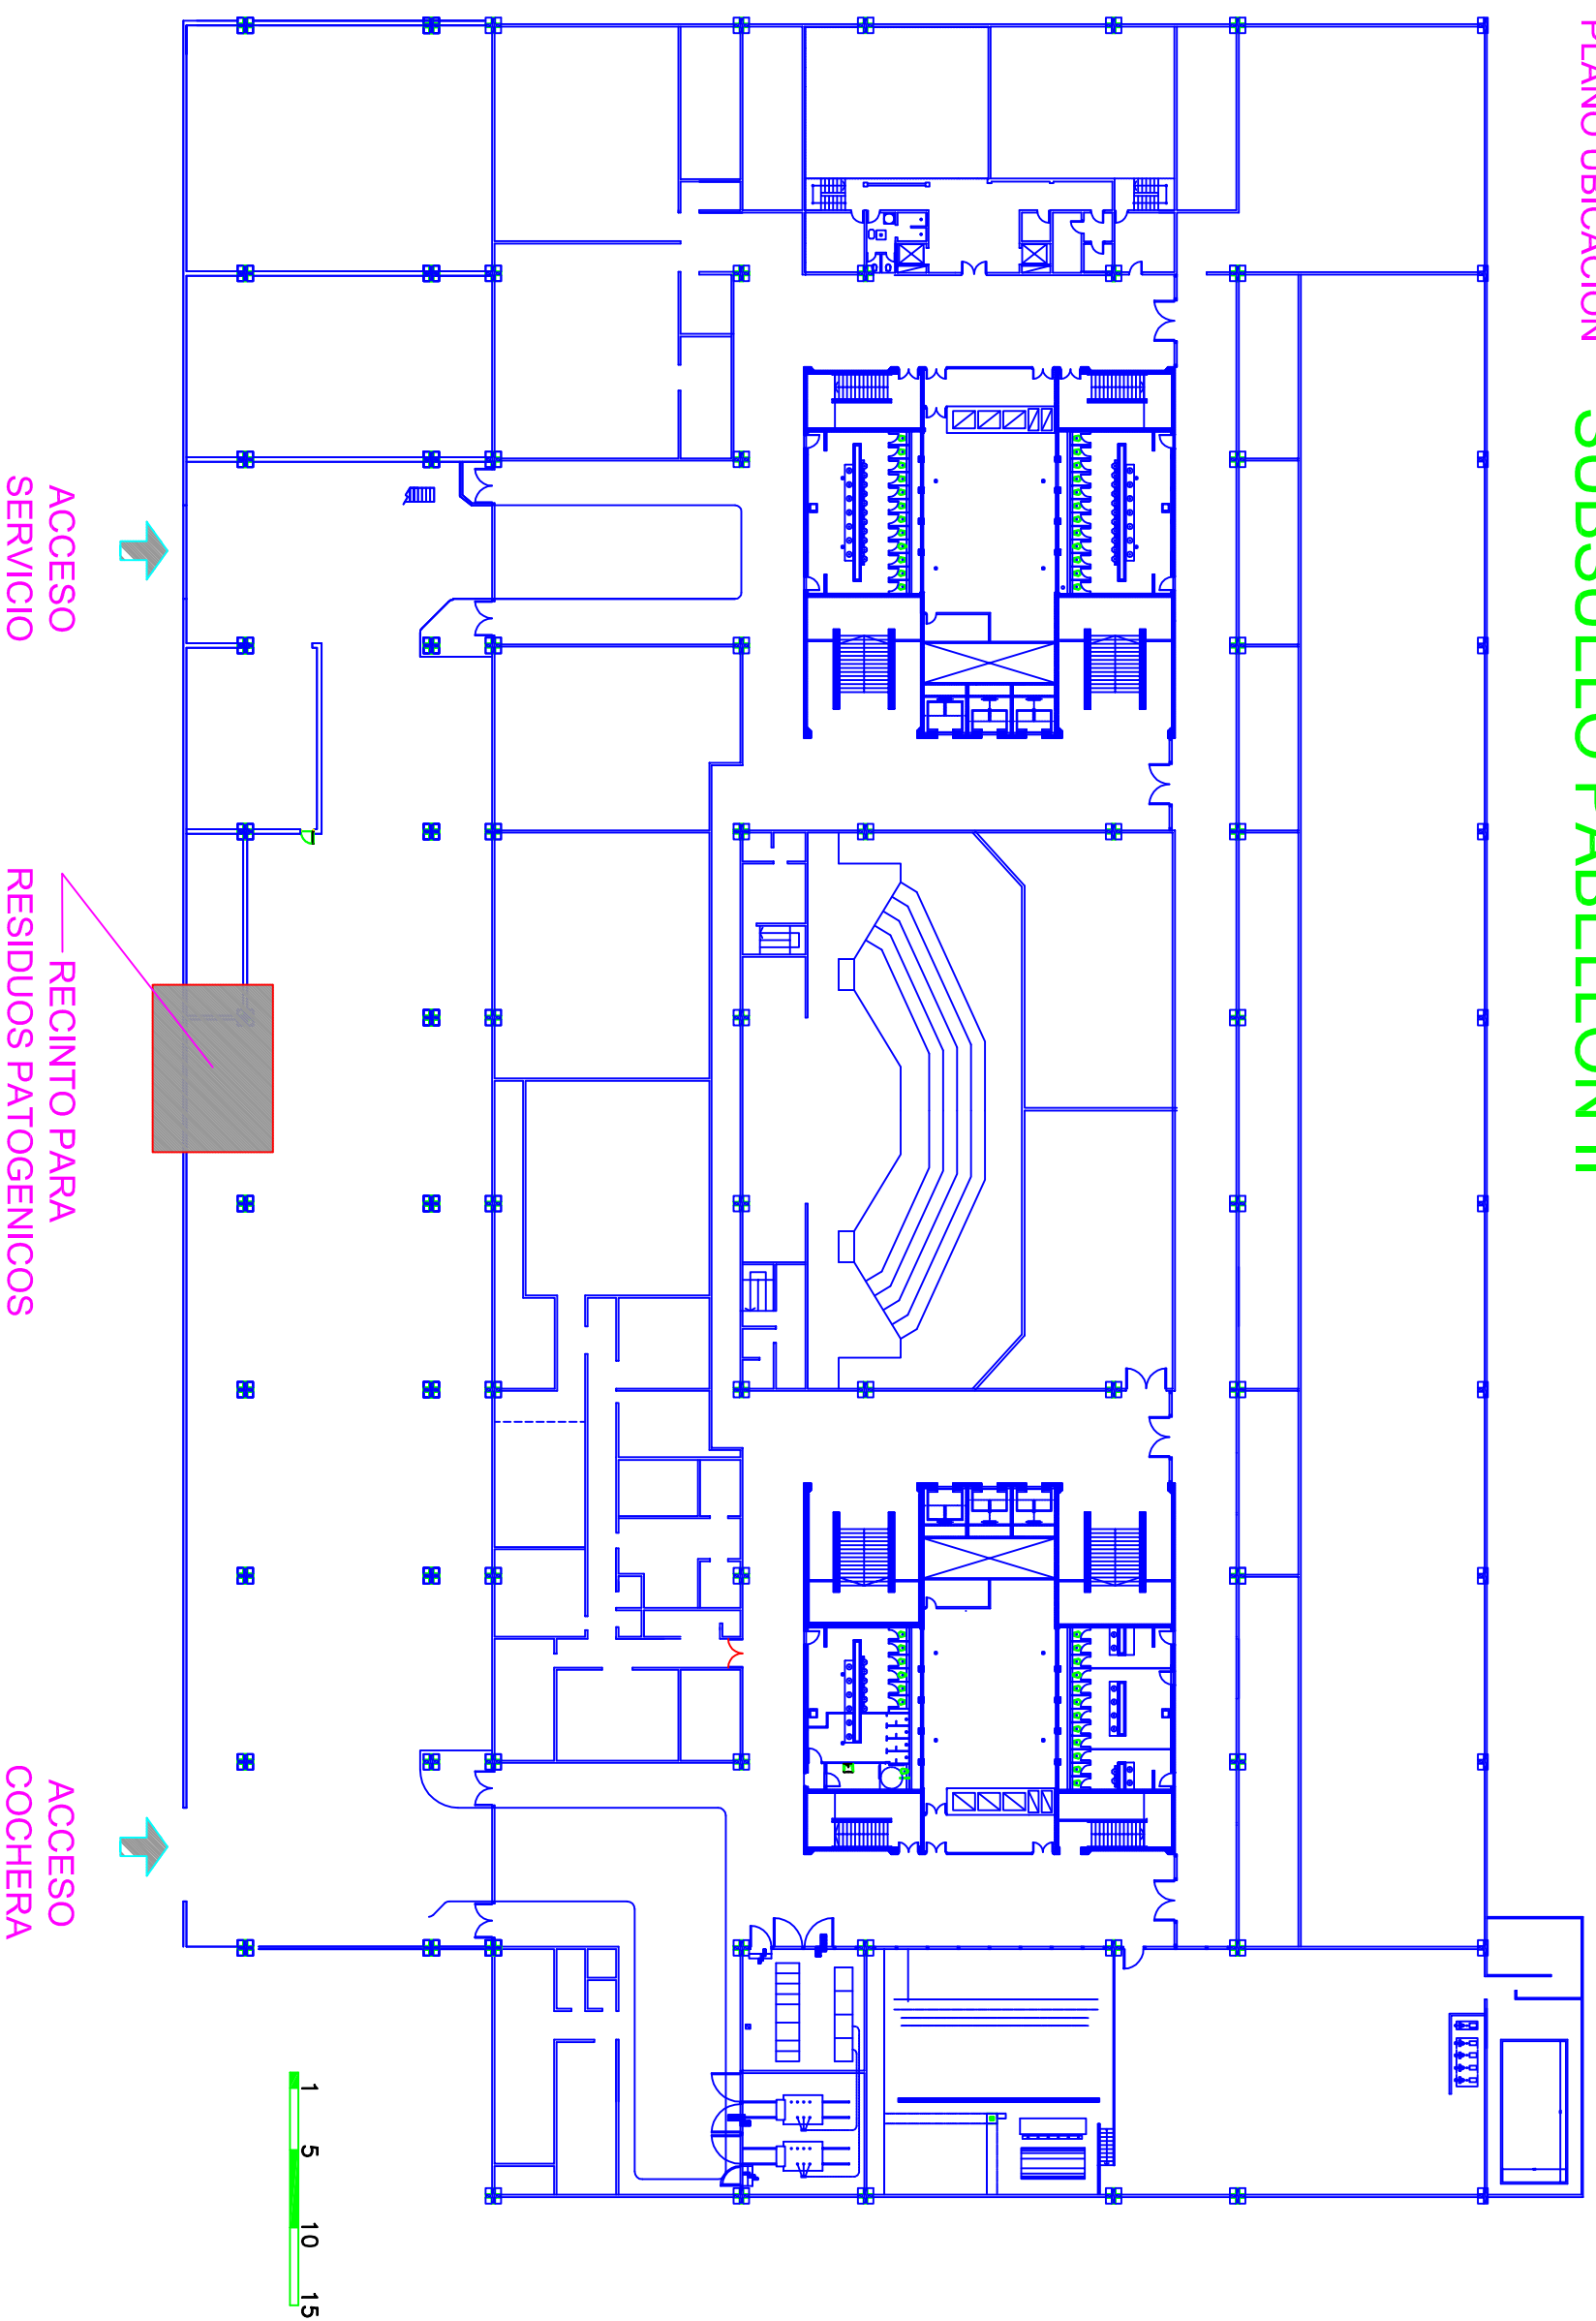 PLANO UBICACION
SUBSUELO PABELLON II
ACCESO
SERVICIO
RECINTO PARA
RESIDUOS PATOGENICOS
ACCESO
COCHERA
1 5 10 15